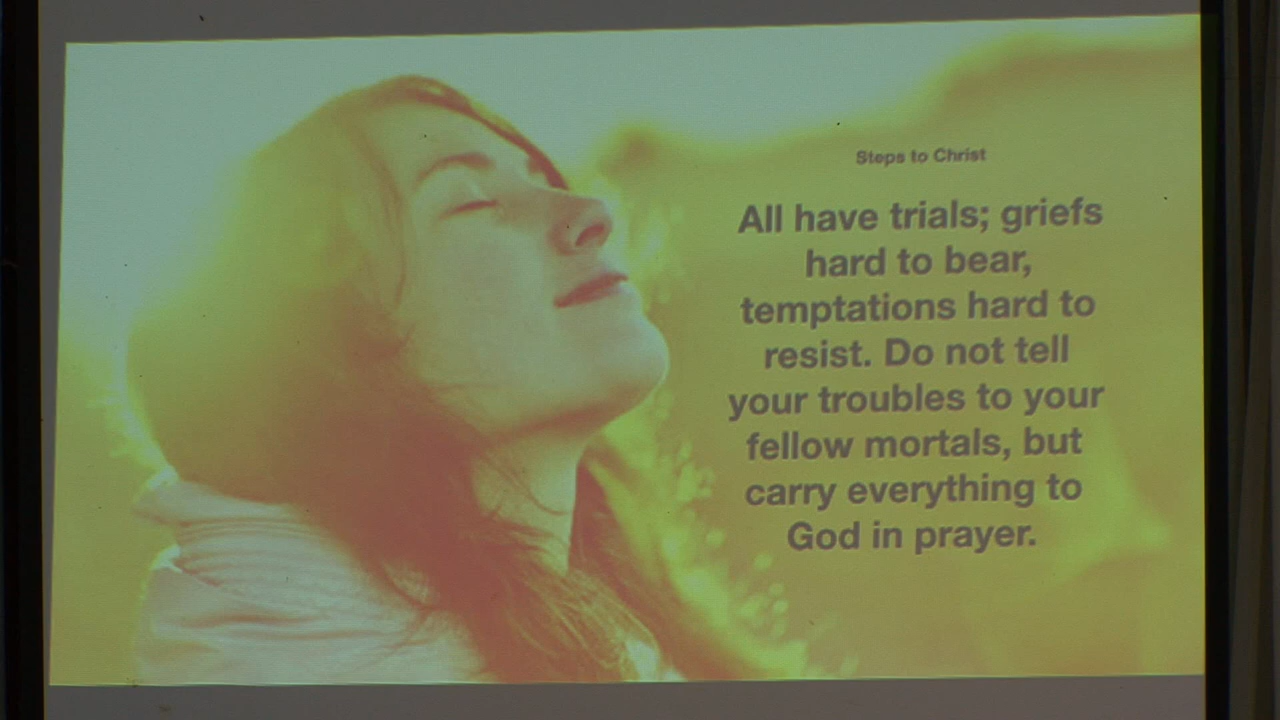 Steps to Christ
All have trials; griefs
hard to bear,
temptations hard to
resist. Do not tell
your troubles to your
fellow mortals, but
carry everything to
God in prayer.